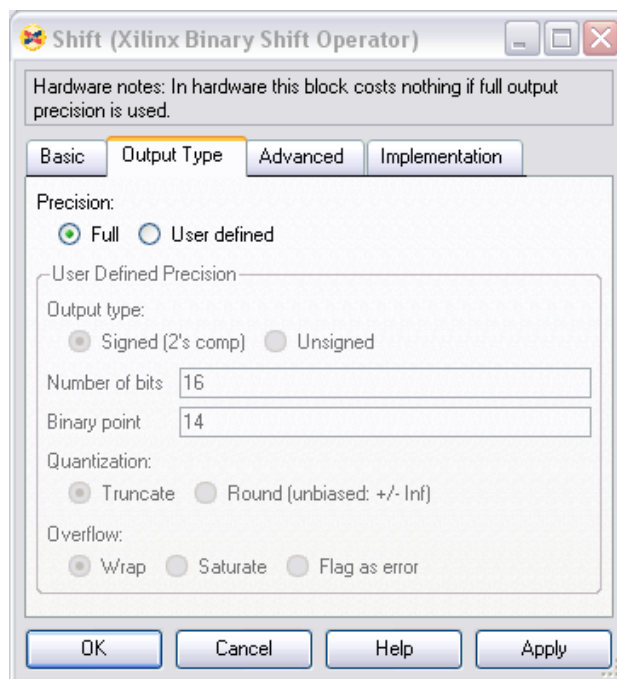 Shift (Xilinx Binary Shift Operator)
Hardware notes: In hardware this block costs nothing if full output
precision is used.
Basic Output Type Advanced Implementation
Precision:
Full User defined
User Defined Precision
Output type:
Signed (2's comp) Unsigned
Number of bits 16
Binary point 14
Quantization:
Truncate Round (unbiased: +/- Inf)
Overflow:
Wrap Saturate Flag as error
OK Cancel Help Apply